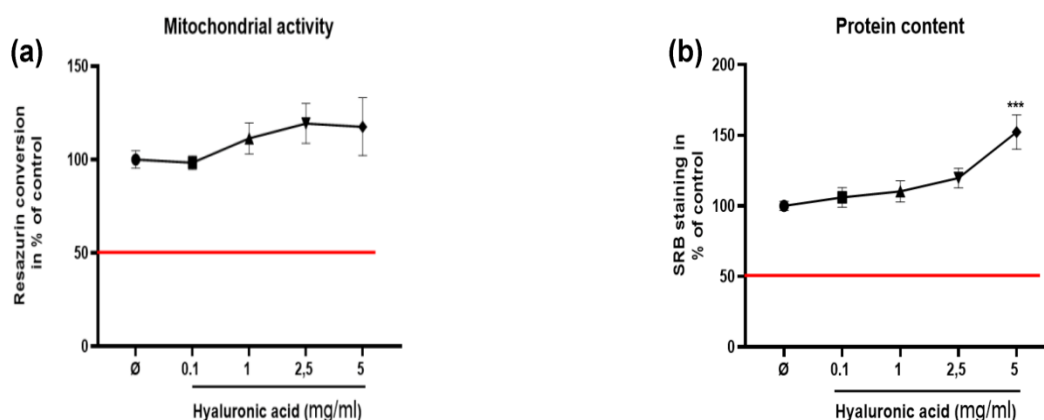 Mitochondrial activity
(a)
Resazurin conversion
in % of control
150
100
50
0
Ø 0.1 1 2,5 5
Hyaluronic acid (mg/ml)
Protein content
(b)
SRB staining in
% of control
200
150
100
50
0
***
Ø 0.1 1 2,5 5
Hyaluronic acid (mg/ml)